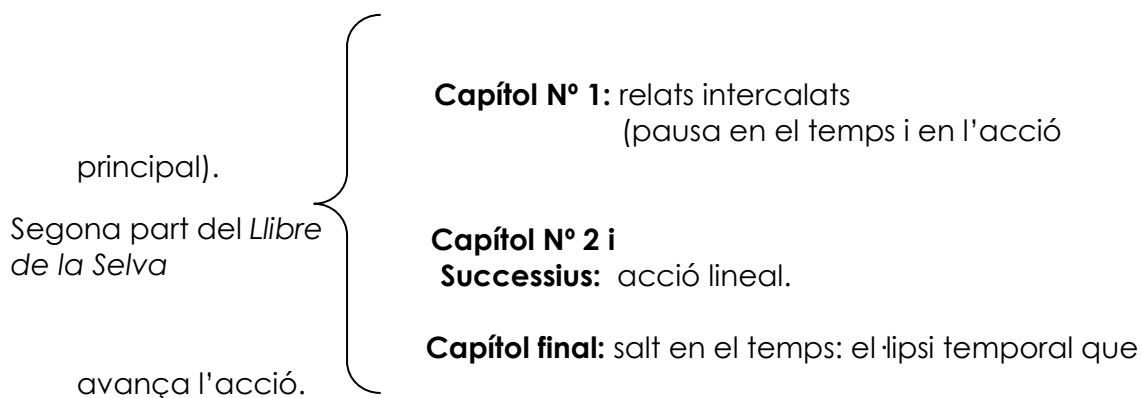 Capítol Nº 1: relats intercalats
(pausa en el temps i en l’acció
principal).
Segona part del Llibre
de la Selva
Capítol Nº 2 i
Successius: acció lineal.
Capítol final: salt en el temps: el·lipsi temporal que
avança l’acció.